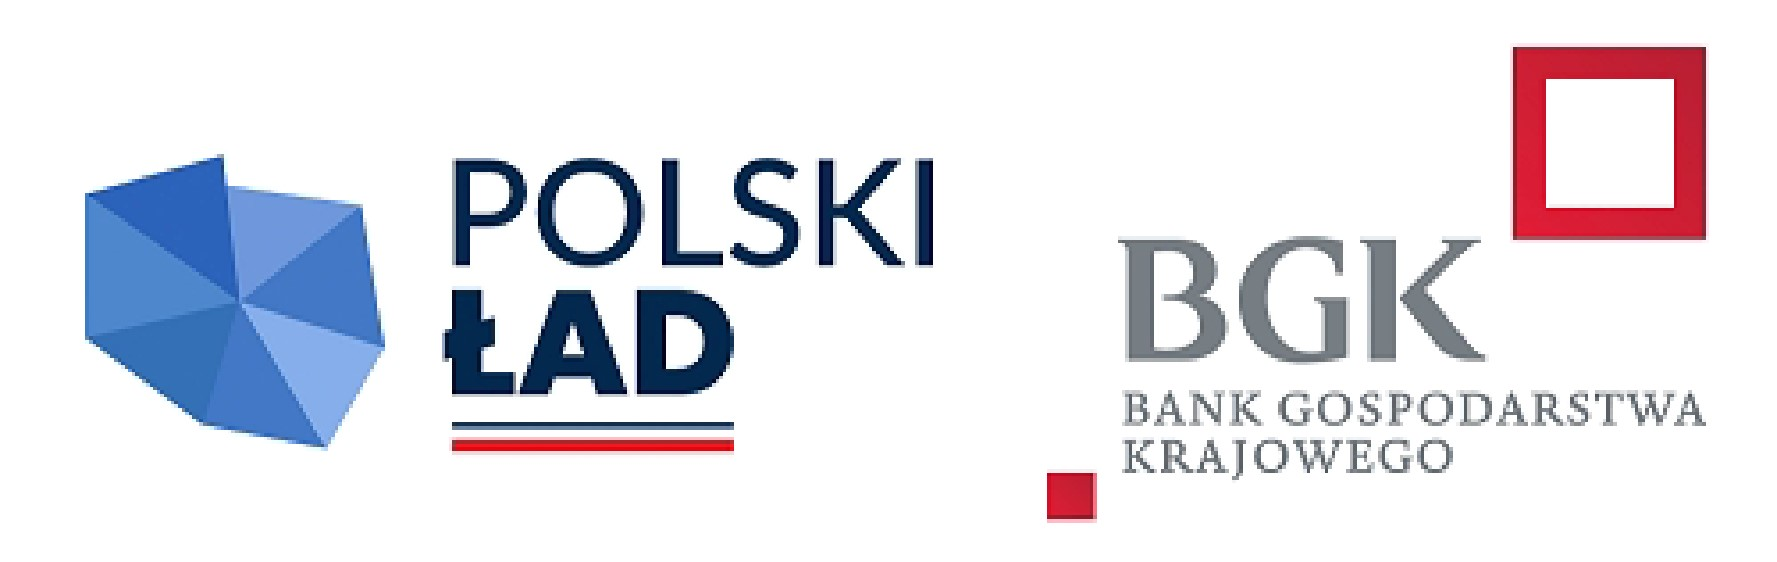 POLSKI
ŁAD
BGK
BANK GOSPODARSTWA
KRAJOWEGO